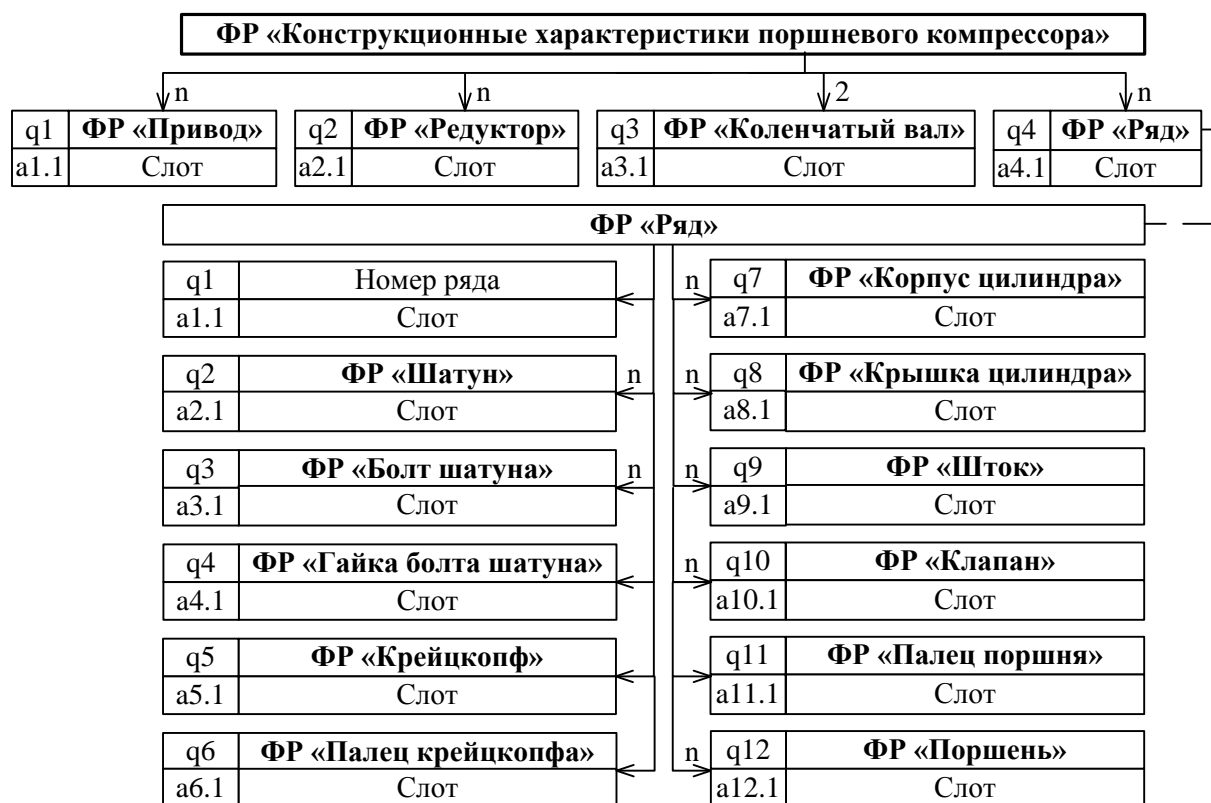 ФР «Конструкционные характеристики поршневого компрессора»
n n 2 n
q1 ФР «Привод» q2 ФР «Редуктор» q3 ФР «Коленчатый вал» q4 ФР «Ряд»
a1.1 Слот a2.1 Слот a3.1 Слот a4.1 Слот
ФР «Ряд»
q1 Номер ряда n q7 ФР «Корпус цилиндра»
a1.1 Слот a7.1 Слот
q2 ФР «Шатун» n n q8 ФР «Крышка цилиндра»
a2.1 Слот a8.1 Слот
q3 ФР «Болт шатуна» n n q9 ФР «Шток»
a3.1 Слот a9.1 Слот
q4 ФР «Гайка болта шатуна» n q10 ФР «Клапан»
a4.1 Слот a10.1 Слот
q5 ФР «Крейцкопф» q11 ФР «Палец поршня»
a5.1 Слот a11.1 Слот
q6 ФР «Палец крейцкопфа» n q12 ФР «Поршень»
a6.1 Слот a12.1 Слот